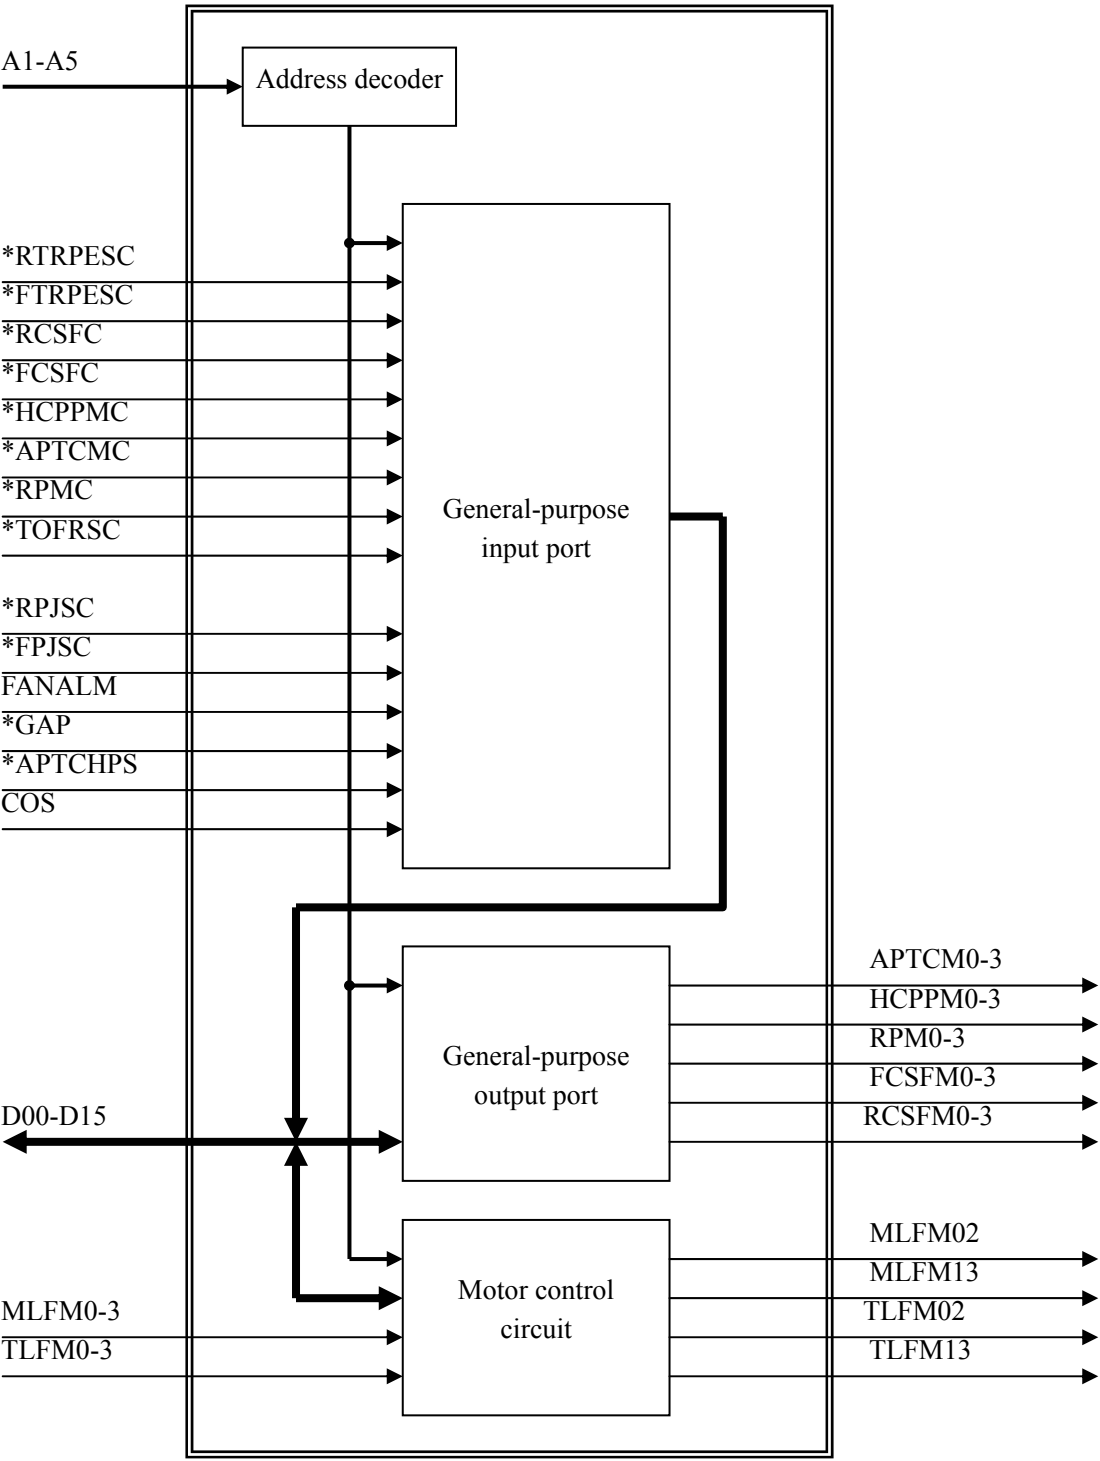 A1-A5
Address decoder
*RTRPESC
*FTRPESC
*RCSFC
*FCSFC
*HCPPMC
*APTCMC
*RPMC
*TOFRSC
General-purpose
input port
*RPJSC
*FPJSC
FANALM
*GAP
*APTCHPS
COS
APTCM0-3
HCPPM0-3
RPM0-3
FCSFM0-3
RCSFM0-3
General-purpose
output port
D00-D15
MLFM02
MLFM13
TLFM02
TLFM13
Motor control
circuit
MLFM0-3
TLFM0-3